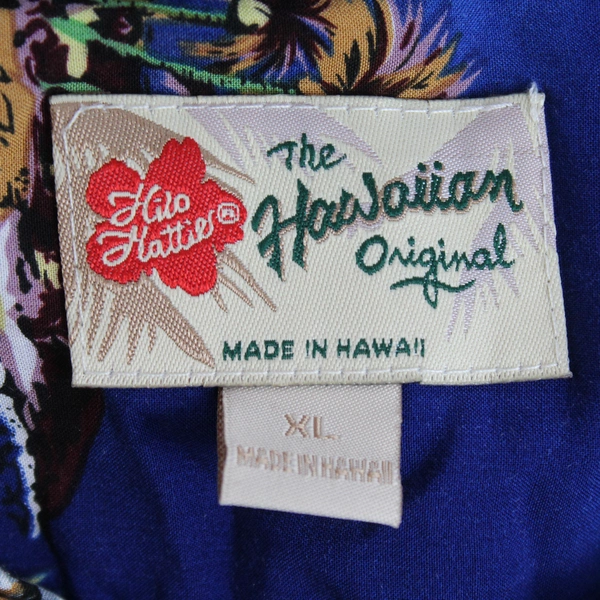 Hilo
Hattie's ®
The
Hawaiian
Original
MADE IN HAWAII
XL
MADE IN HAWAII